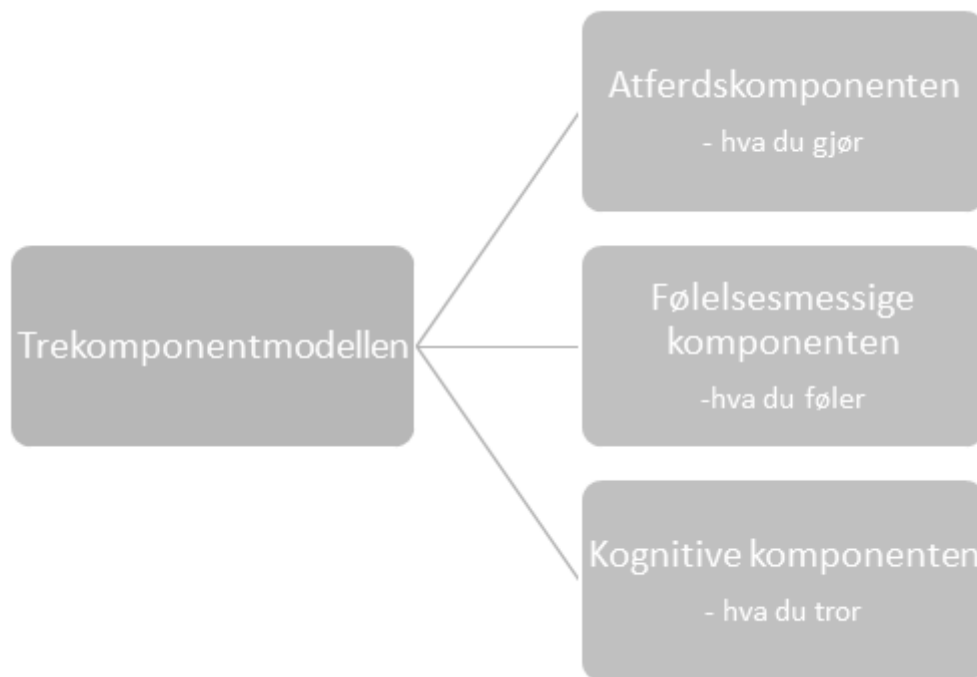 Trekomponentmodellen
Atferdskomponenten
- hva du gjør
Følelsesmessige
komponenten
-hva du føler
Kognitive komponenten
- hva du tror